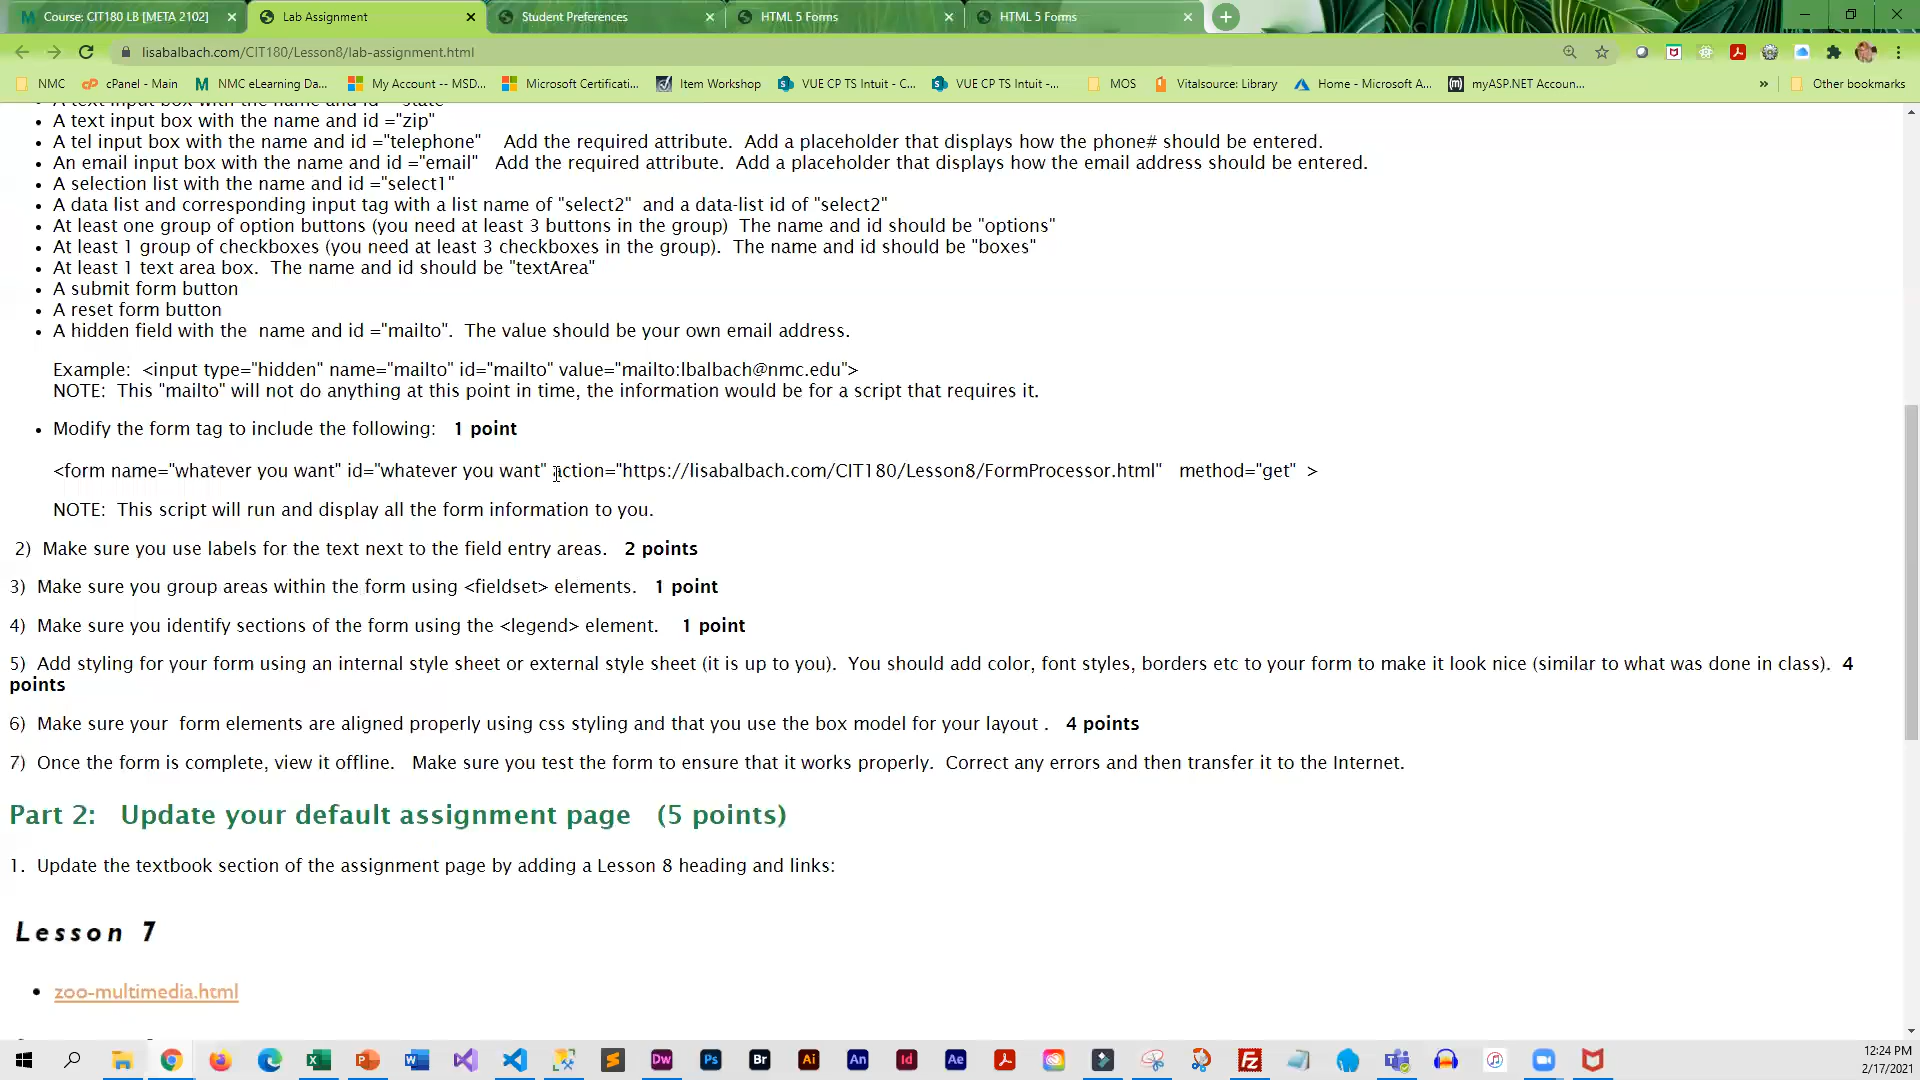 Course: CIT180 LB [META 2102]
Lab Assignment
Student Preferences
HTML 5 Forms
HTML 5 Forms
lisabalbach.com/CIT180/Lesson8/lab-assignment.html
NMC
cPanel - Main
NMC eLearning Da...
My Account -- MSD...
Microsoft Certificati...
Item Workshop
VUE CP TS Intuit - C...
VUE CP TS Intuit -...
MOS
Vitalsource: Library
Home - Microsoft A...
myASP.NET Accoun...
»
Other bookmarks
• A text input box with the name and id ="state"
• A text input box with the name and id ="zip"
• A tel input box with the name and id ="telephone" Add the required attribute. Add a placeholder that displays how the phone# should be entered.
• An email input box with the name and id ="email" Add the required attribute. Add a placeholder that displays how the email address should be entered.
• A selection list with the name and id ="select1"
• A data list and corresponding input tag with a list name of "select2" and a data-list id of "select2"
• At least one group of option buttons (you need at least 3 buttons in the group) The name and id should be "options"
• At least 1 group of checkboxes (you need at least 3 checkboxes in the group). The name and id should be "boxes"
• At least 1 text area box. The name and id should be "textArea"
• A submit form button
• A reset form button
• A hidden field with the name and id ="mailto". The value should be your own email address.
Example: <input type="hidden" name="mailto" id="mailto" value="mailto:lbalbach@nmc.edu">
NOTE: This "mailto" will not do anything at this point in time, the information would be for a script that requires it.
• Modify the form tag to include the following: 1 point
<form name="whatever you want" id="whatever you want" action="https://lisabalbach.com/CIT180/Lesson8/FormProcessor.html" method="get" >
NOTE: This script will run and display all the form information to you.
2) Make sure you use labels for the text next to the field entry areas. 2 points
3) Make sure you group areas within the form using <fieldset> elements. 1 point
4) Make sure you identify sections of the form using the <legend> element. 1 point
5) Add styling for your form using an internal style sheet or external style sheet (it is up to you). You should add color, font styles, borders etc to your form to make it look nice (similar to what was done in class). 4
points
6) Make sure your form elements are aligned properly using css styling and that you use the box model for your layout . 4 points
7) Once the form is complete, view it offline. Make sure you test the form to ensure that it works properly. Correct any errors and then transfer it to the Internet.
Part 2: Update your default assignment page (5 points)
1. Update the textbook section of the assignment page by adding a Lesson 8 heading and links:
Lesson 7
• zoo-multimedia.html
Dw
Ps
Br
Ai
An
Id
Ae
12:24 PM
2/17/2021